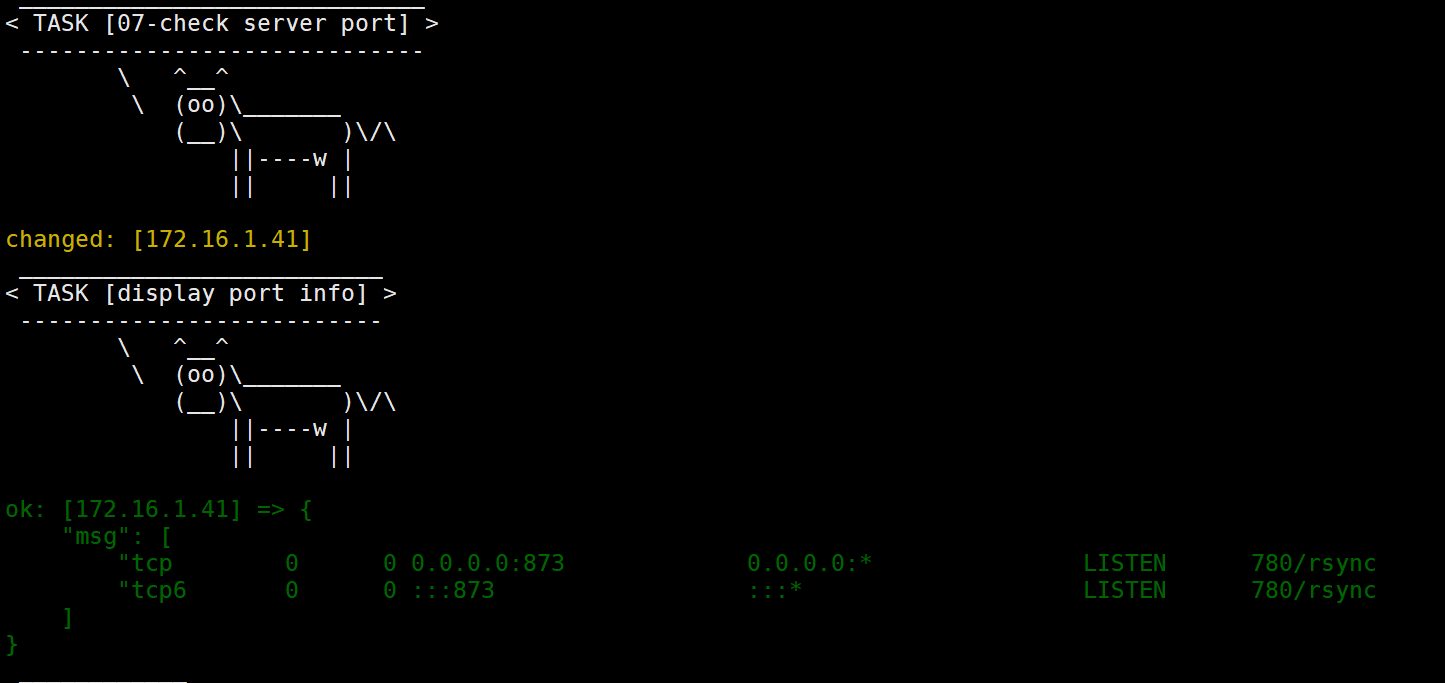 _____________________________
< TASK [07-check server port] >
 -----------------------------
        \   ^__^
         \  (oo)\_______
            (__)\       )\/\
                ||----w |
                ||     ||
changed: [172.16.1.41]
 __________________________
< TASK [display port info] >
 --------------------------
        \   ^__^
         \  (oo)\_______
            (__)\       )\/\
                ||----w |
                ||     ||
ok: [172.16.1.41] => {
    "msg": [
        "tcp        0      0 0.0.0.0:873             0.0.0.0:*               LISTEN      780/rsync
        "tcp6       0      0 :::873                  :::*                    LISTEN      780/rsync
    ]
}
 ____________